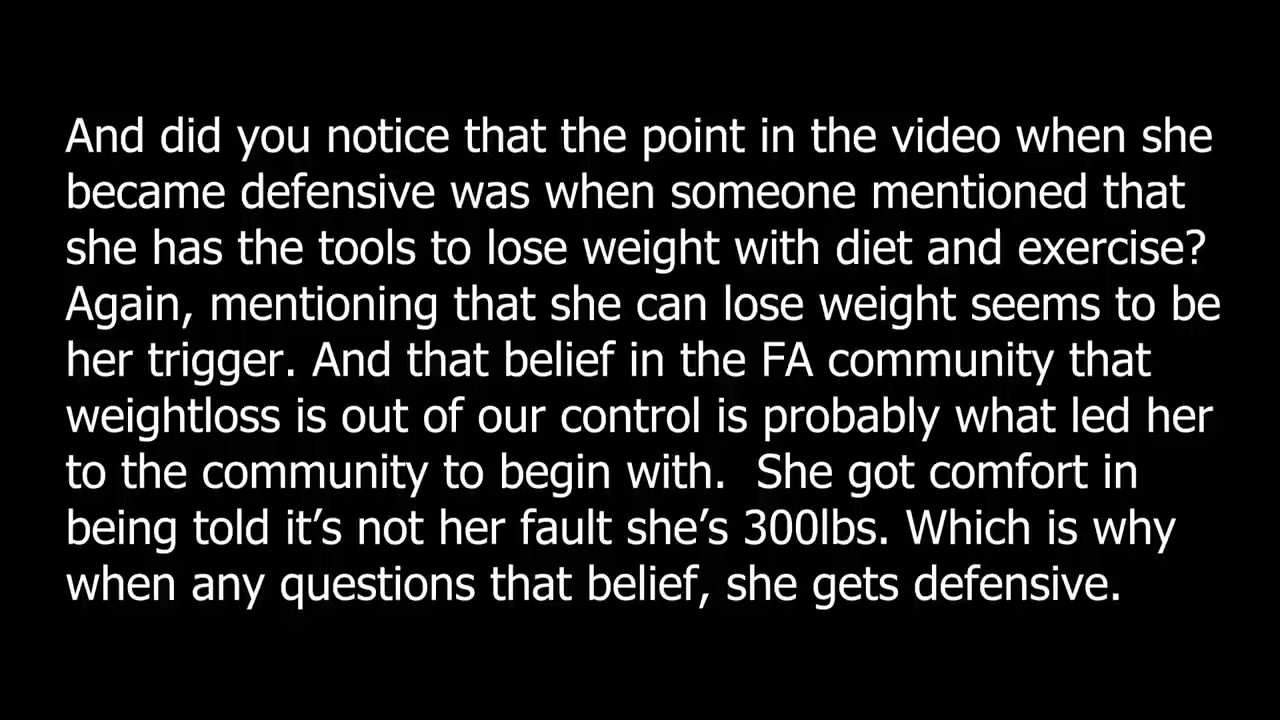 And did you notice that the point in the video when she
became defensive was when someone mentioned that
she has the tools to lose weight with diet and exercise?
Again, mentioning that she can lose weight seems to be
her trigger. And that belief in the FA community that
weightloss is out of our control is probably what led her
to the community to begin with.  She got comfort in
being told it’s not her fault she’s 300lbs. Which is why
when any questions that belief, she gets defensive.